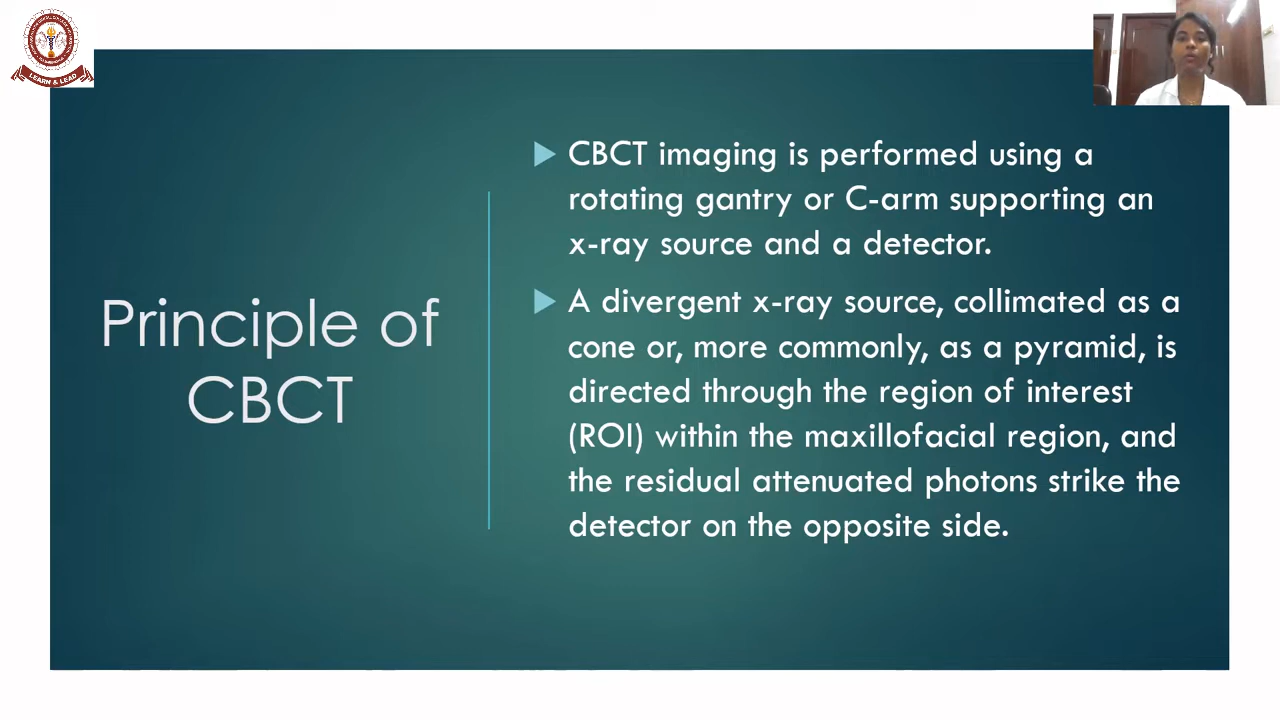 LEARN & LEAD
Principle of
CBCT
CBCT imaging is performed using a
rotating gantry or C-arm supporting an
x-ray source and a detector.
A divergent x-ray source, collimated as a
cone or, more commonly, as a pyramid, is
directed through the region of interest
(ROI) within the maxillofacial region, and
the residual attenuated photons strike the
detector on the opposite side.